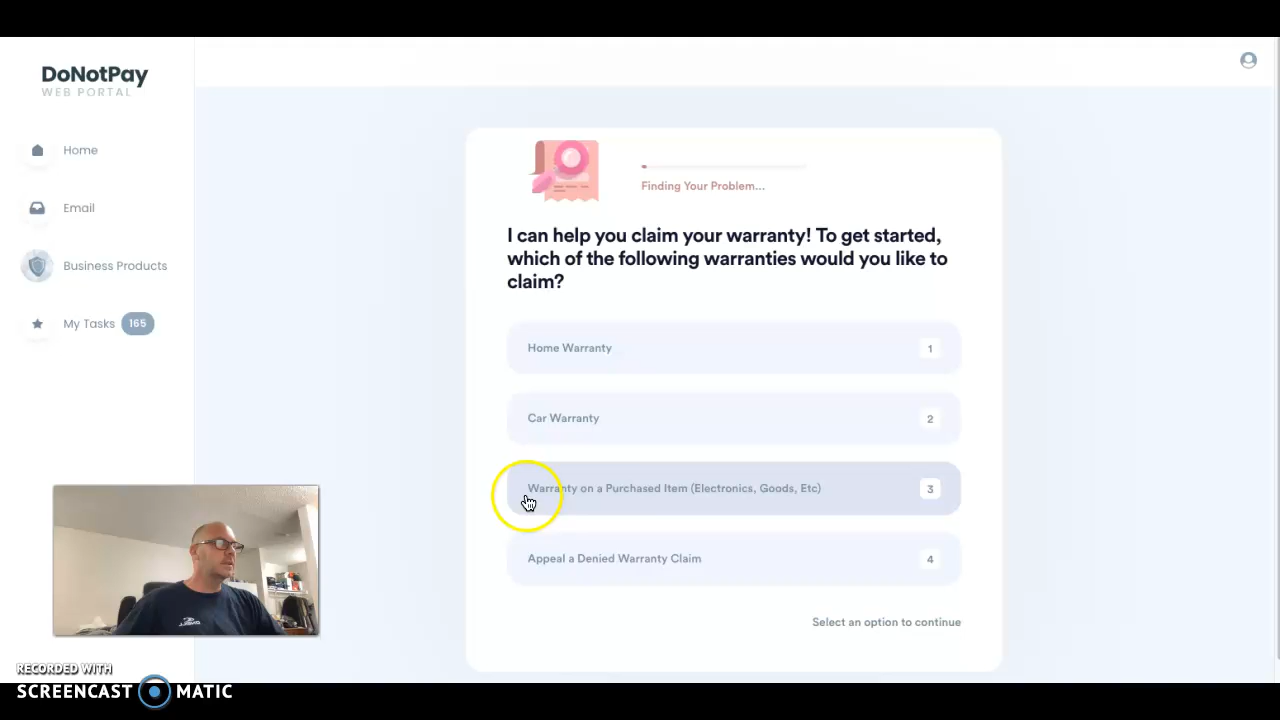 DoNotPay
WEB PORTAL
Home
Email
Business Products
My Tasks 165
Finding Your Problem...
I can help you claim your warranty! To get started,
which of the following warranties would you like to
claim?
Home Warranty 1
Car Warranty 2
Warranty on a Purchased Item (Electronics, Goods, Etc) 3
Appeal a Denied Warranty Claim 4
Select an option to continue
RECORDED WITH
SCREENCAST MATIC